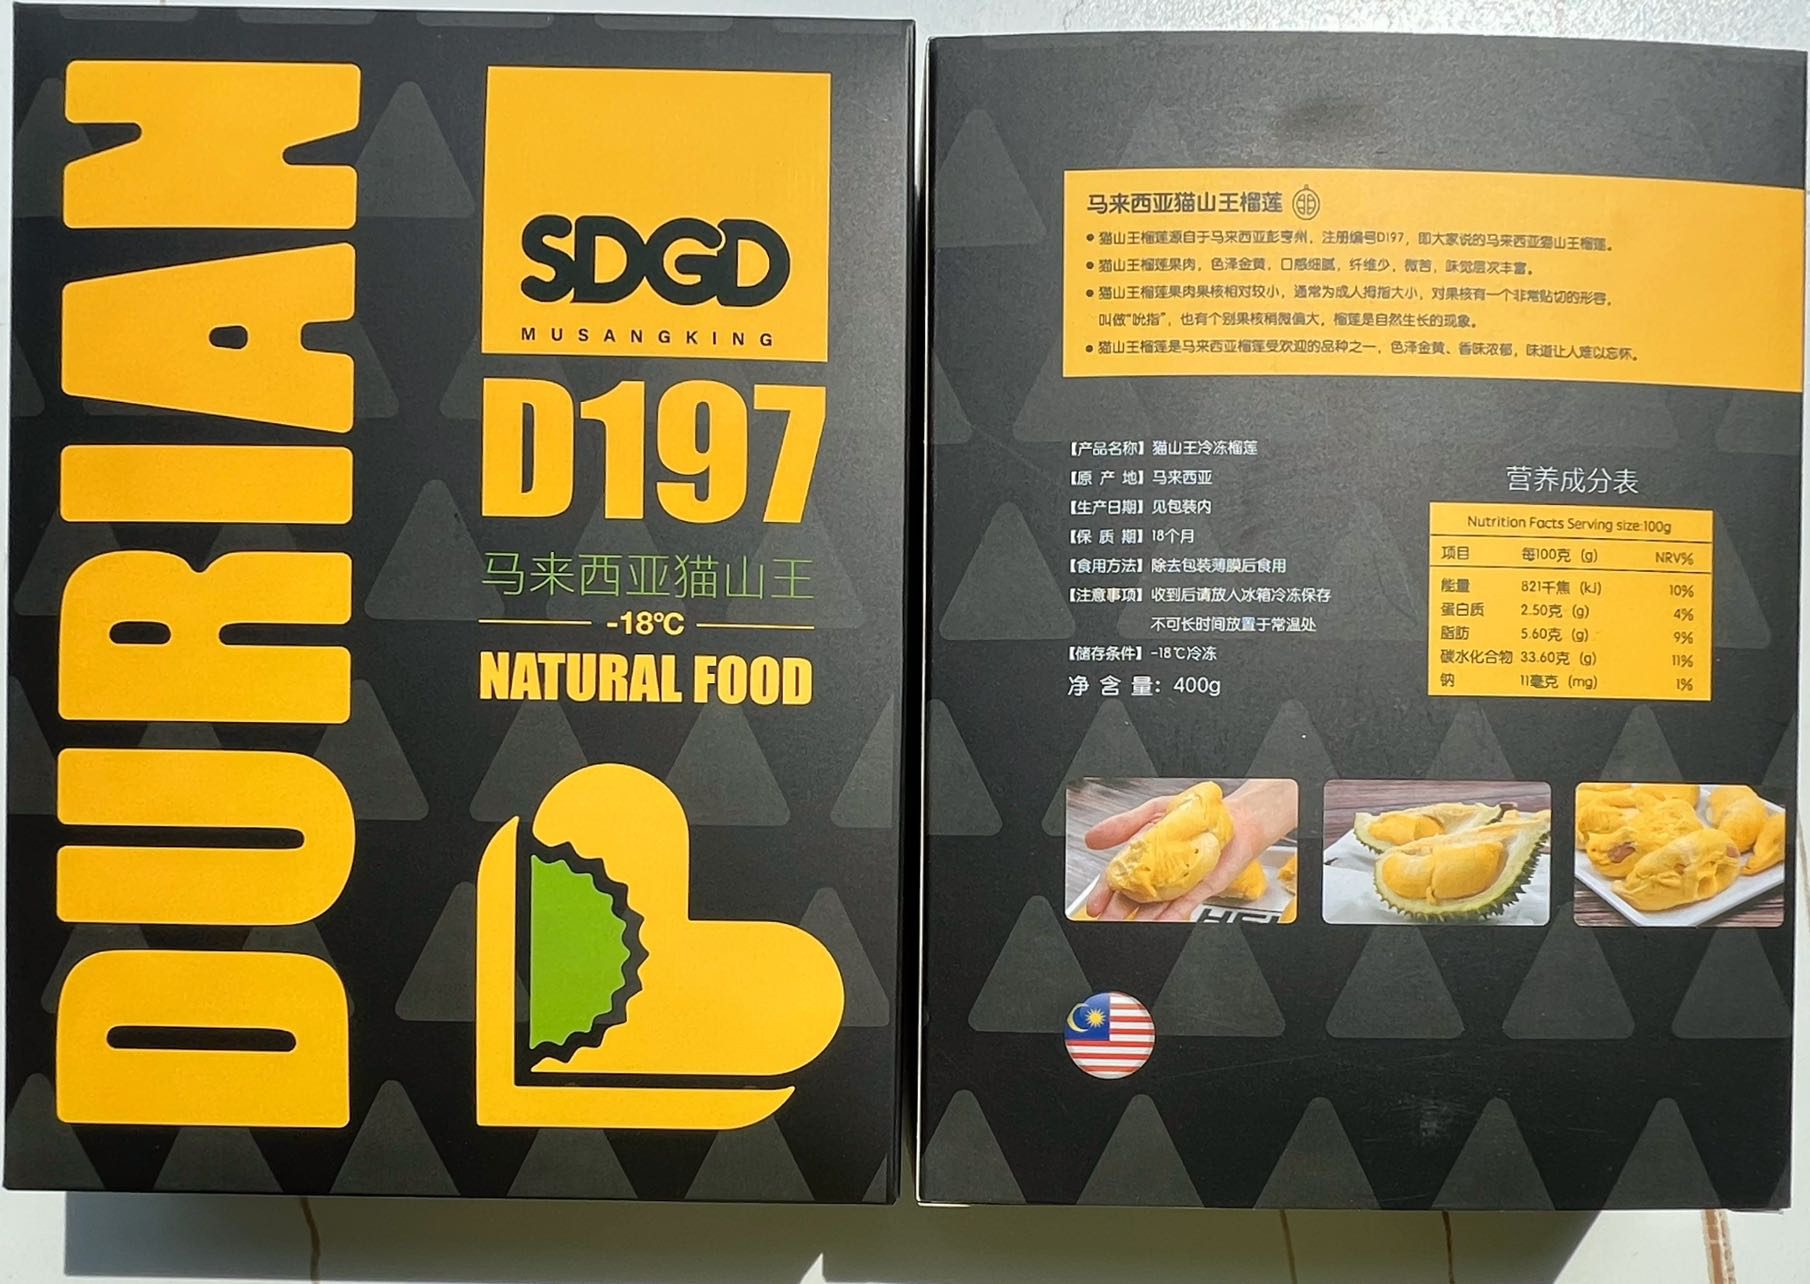 DURIAN
SDGD
MUSANGKING
D197
马来西亚猫山王
-18℃
NATURAL FOOD
马来西亚猫山王榴莲
● 猫山王榴莲源自于马来西亚彭亨州，注册编号D197，即大家说的马来西亚猫山王榴莲。
● 猫山王榴莲果肉，色泽金黄，口感细腻，纤维少，微苦，味觉层次丰富。
● 猫山王榴莲果肉果核相对较小，通常为成人拇指大小，对果核有一个非常贴切的形容，
叫做“吮指”，也有个别果核稍微偏大，榴莲是自然生长的现象。
● 猫山王榴莲是马来西亚榴莲受欢迎的品种之一，色泽金黄、香味浓郁，味道让人难以忘怀。
【产品名称】猫山王冷冻榴莲
【原 产 地】马来西亚
【生产日期】见包装内
【保 质 期】18个月
【食用方法】除去包装薄膜后食用
【注意事项】收到后请放人冰箱冷冻保存
不可长时间放置于常温处
【储存条件】-18℃冷冻
净 含 量：400g
营养成分表
Nutrition Facts Serving size:100g
项目 每100克 (g) NRV%
能量 821千焦 (kJ) 10%
蛋白质 2.50克 (g) 4%
脂肪 5.60克 (g) 9%
碳水化合物 33.60克 (g) 11%
钠 11毫克 (mg) 1%